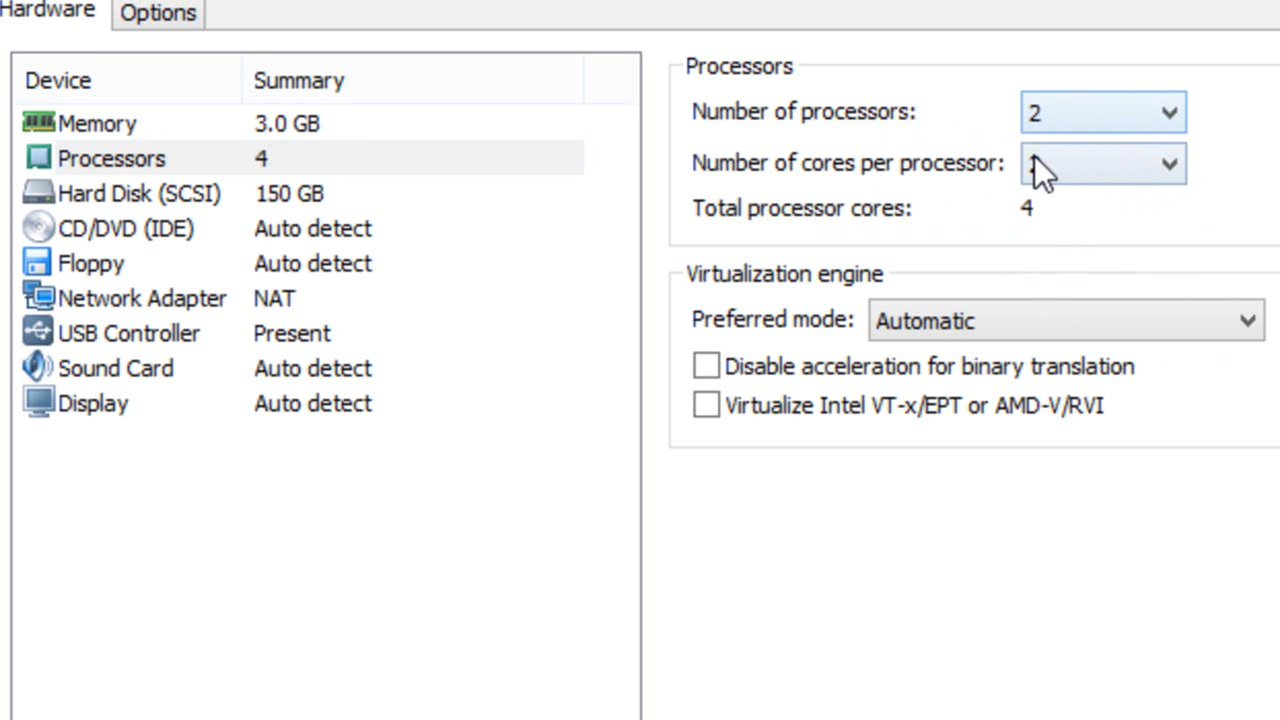 Hardware Options
Device Summary
Memory 3.0 GB
Processors 4
Hard Disk (SCSI) 150 GB
CD/DVD (IDE) Auto detect
Floppy Auto detect
Network Adapter NAT
USB Controller Present
Sound Card Auto detect
Display Auto detect
Processors
Number of processors: 2
Number of cores per processor:
Total processor cores: 4
Virtualization engine
Preferred mode: Automatic
Disable acceleration for binary translation
Virtualize Intel VT-x/EPT or AMD-V/RVI